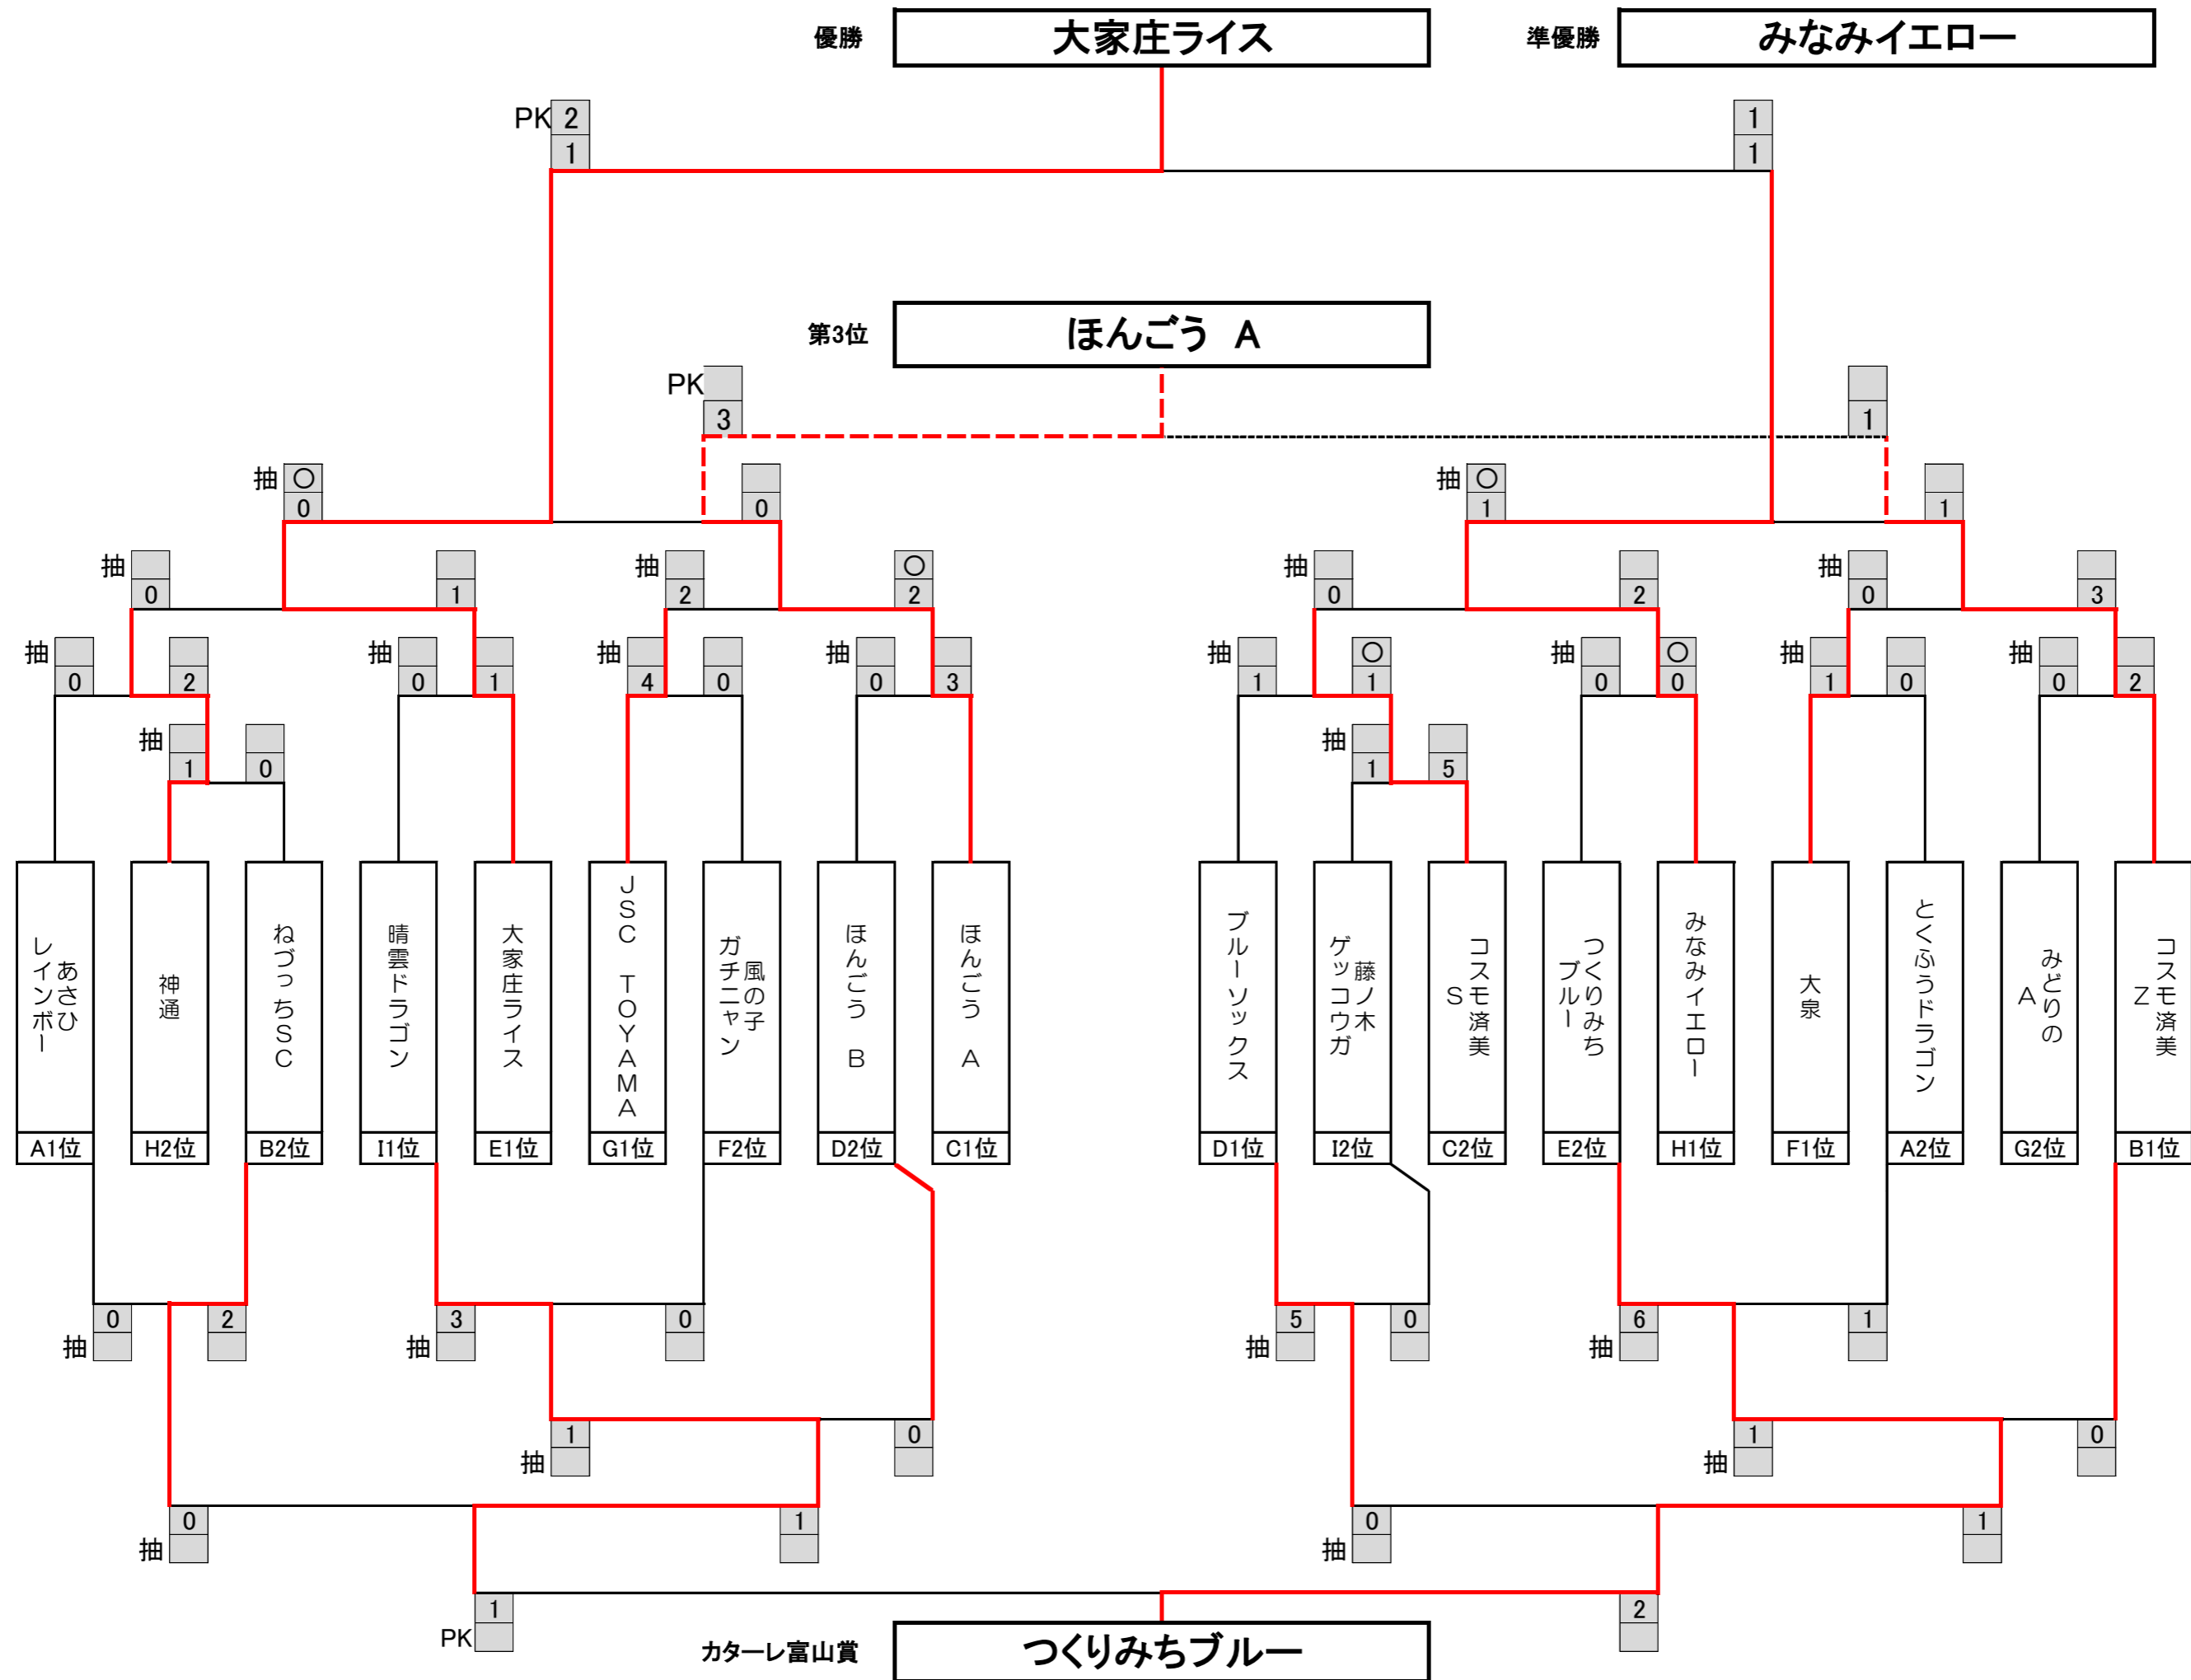 優勝 大家庄ライス 準優勝 みなみイエロー
PK 2 1
1 1
第3位 ほんごう A
PK
3 1
抽 〇 抽 〇
0 0 1 1
抽 抽 〇 抽 抽
0 1 2 2 0 2 0 3
抽 抽 抽 抽 抽 〇 抽 〇 抽 抽
0 2 0 1 4 0 0 3 1 1 0 0 1 0 0 2
抽 抽
1 0 1 5
あさひ
レインボー
神通
ねづっちSC
晴雲ドラゴン
大家庄ライス
JSC TOYAMA
風の子
ガチニャン
ほんごう B
ほんごう A
ブルーソックス
藤ノ木
ゲッコウガ
コスモ済美
S
つくりみち
ブルー
みなみイエロー
大泉
とくふうドラゴン
みどりの
A
コスモ済美
Z
A1位 H2位 B2位 I1位 E1位 G1位 F2位 D2位 C1位 D1位 I2位 C2位 E2位 H1位 F1位 A2位 G2位 B1位
0 2 3 0 5 0 6 1
抽 抽 抽 抽
1 0 1 0
抽 抽
0 1 0 1
抽 抽
1 2
PK
カターレ富山賞 つくりみちブルー